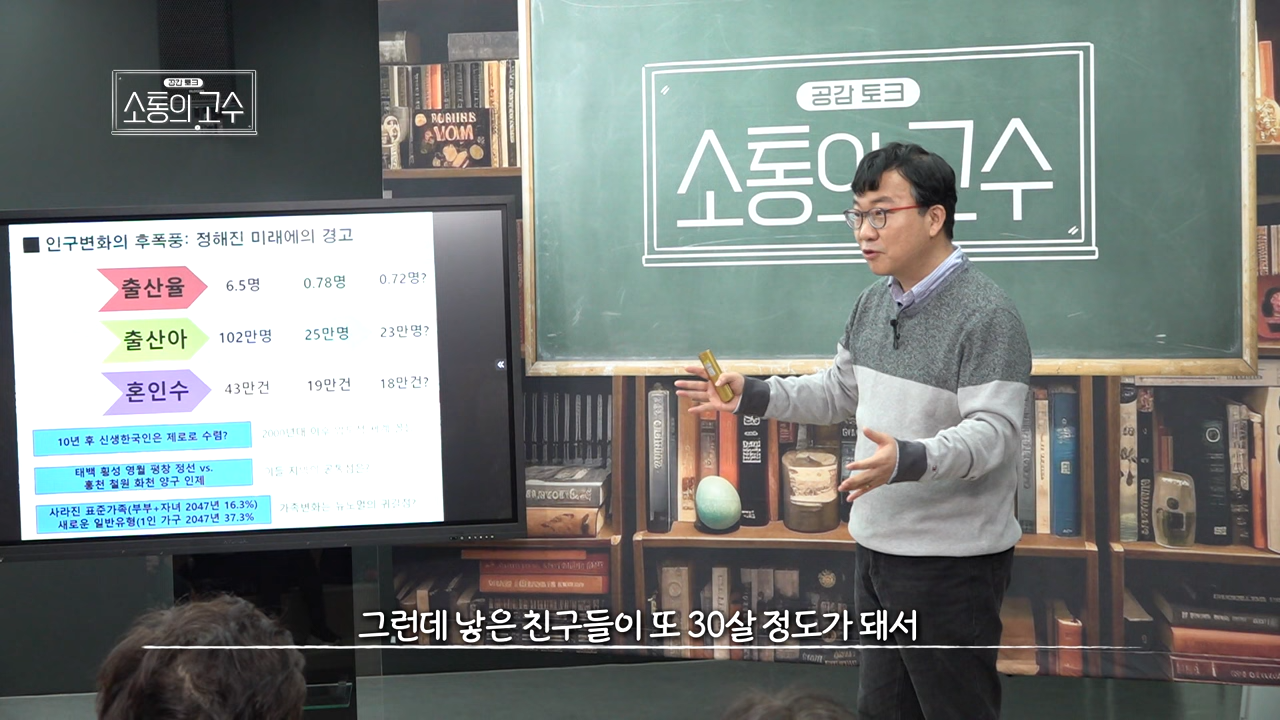 공감 토크
소통의 고수
공감 토크
소통의 고수
인구변화의 후폭풍: 정해진 미래에의 경고
출산율 6.5명 0.78명 0.72명?
출산아 102만명 25만명 23만명?
혼인수 43만건 19만건 18만건?
10년 후 신생한국인은 제로로 수렴?
태백 횡성 영월 평창 정선 vs.
홍천 철원 화천 양구 인제
사라진 표준가족(부부+자녀 2047년 16.3%)
새로운 일반유형(1인 가구 2047년 37.3%
그런데 낳은 친구들이 또 30살 정도가 돼서